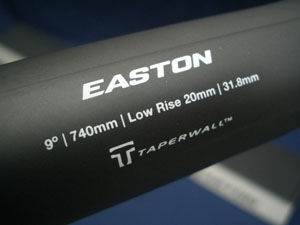 EASTON
9° | 740mm | Low Rise 20mm | 31.8mm
TAPERWALL™